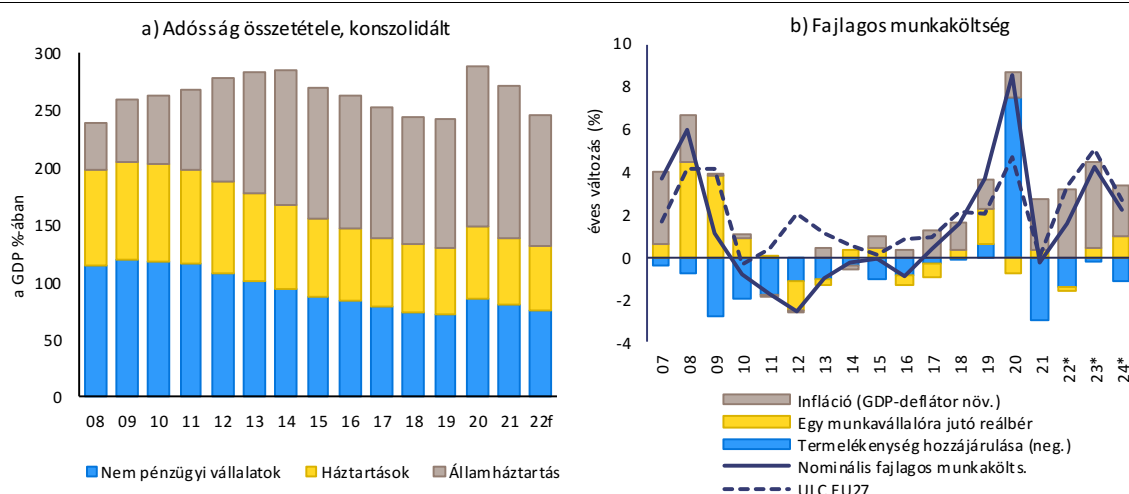 a) Adósság összetétele, konszolidált
300
250
200
150
100
50
0
a GDP %-ában
08 09 10 11 12 13 14 15 16 17 18 19 20 21 22f
Nem pénzügyi vállalatok Háztartások Államháztartás
b) Fajlagos munkaköltség
10
8
6
4
2
0
-2
-4
éves változás (%)
07 08 09 10 11 12 13 14 15 16 17 18 19 20 21 22* 23* 24*
Infláció (GDP-deflátor növ.)
Egy munkavállalóra jutó reálbér
Termelékenység hozzájárulása (neg.)
Nominális fajlagos munkakölts.
ULC EU27